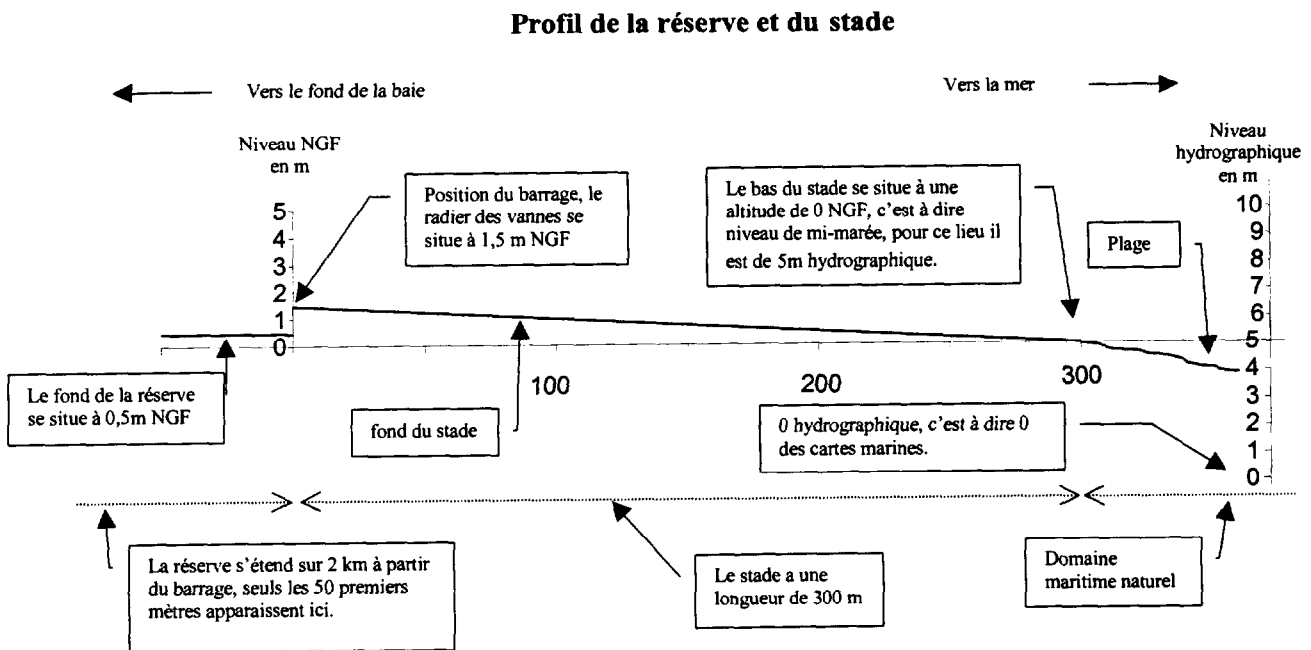 Profil de la réserve et du stade
Vers le fond de la baie
Vers la mer
Niveau NGF
en m
Niveau
hydrographique
en m
Position du barrage, le
radier des vannes se
situe à 1,5 m NGF
Le bas du stade se situe à une
altitude de 0 NGF, c'est à dire
niveau de mi-marée, pour ce lieu il
est de 5m hydrographique.
Plage
5
4
3
2
1
0
10
9
8
7
6
5
4
3
2
1
0
100
200
300
Le fond de la réserve
se situe à 0,5m NGF
fond du stade
0 hydrographique, c'est à dire 0
des cartes marines.
La réserve s'étend sur 2 km à partir
du barrage, seuls les 50 premiers
mètres apparaissent ici.
Le stade a une
longueur de 300 m
Domaine
maritime naturel